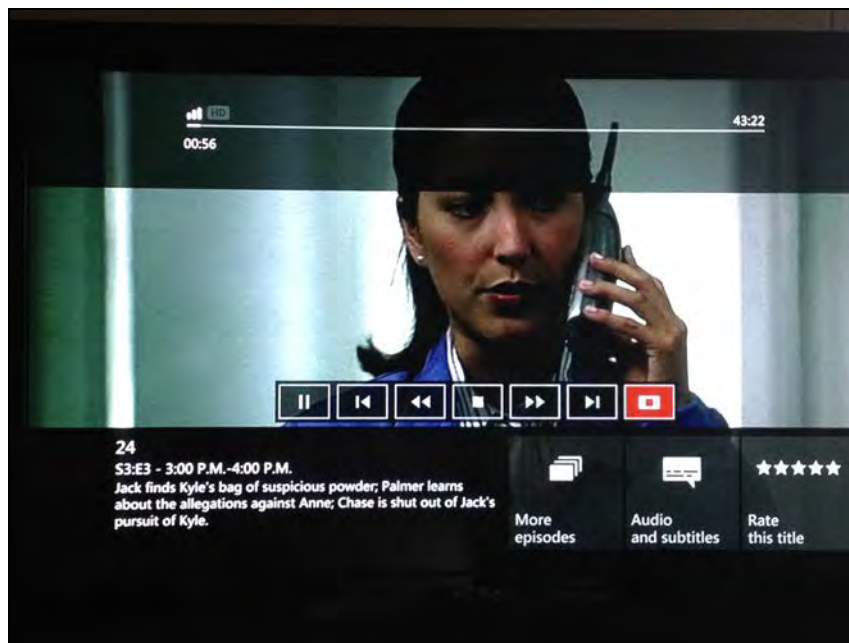 HD
43:22
00:56
24
S3:E3 - 3:00 P.M.-4:00 P.M.
Jack finds Kyle's bag of suspicious powder; Palmer learns
about the allegations against Anne; Chase is shut out of Jack's
pursuit of Kyle.
More
episodes
Audio
and subtitles
Rate
this title